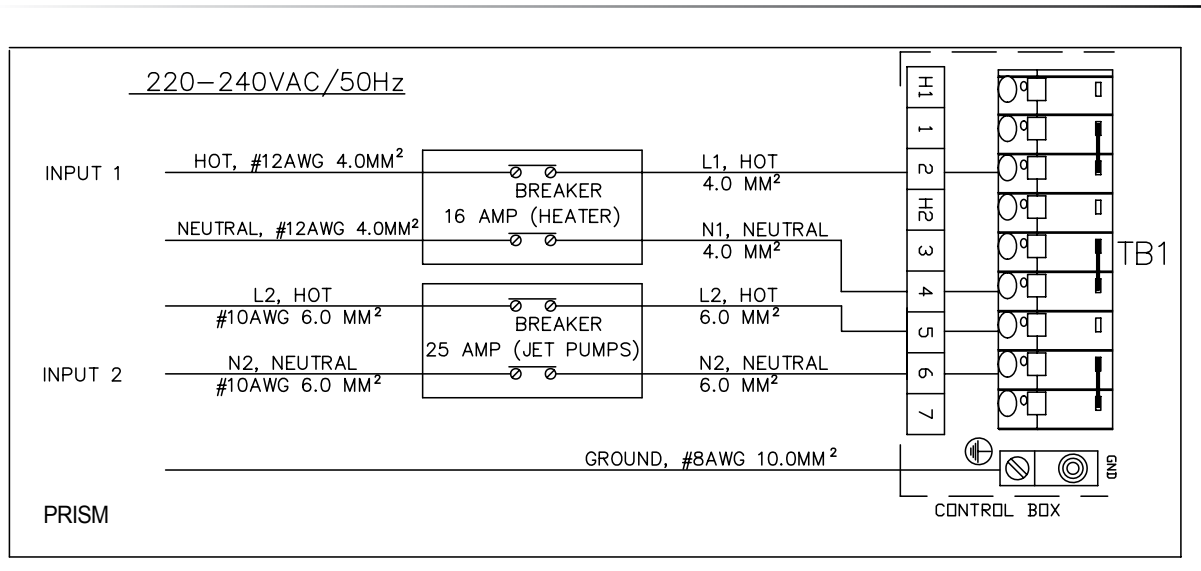 220-240VAC/50Hz
INPUT 1
HOT, #12AWG 4.0MM²
NEUTRAL, #12AWG 4.0MM²
BREAKER
16 AMP (HEATER)
L1, HOT
4.0 MM²
N1, NEUTRAL
4.0 MM²
INPUT 2
L2, HOT
#10AWG 6.0 MM²
N2, NEUTRAL
#10AWG 6.0 MM²
BREAKER
25 AMP (JET PUMPS)
L2, HOT
6.0 MM²
N2, NEUTRAL
6.0 MM²
GROUND, #8AWG 10.0MM²
H1
1
2
H2
3
4
5
6
7
TB1
GND
CONTROL BOX
PRISM